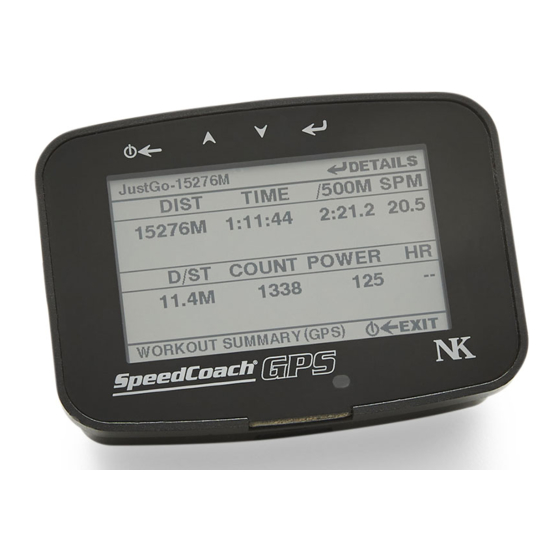 JustGo-15276M ↵DETAILS
DIST TIME /500M SPM
15276M 1:11:44 2:21.2 20.5
D/ST COUNT POWER HR
11.4M 1338 125 --
WORKOUT SUMMARY (GPS) ⏻←EXIT
SpeedCoach® GPS NK